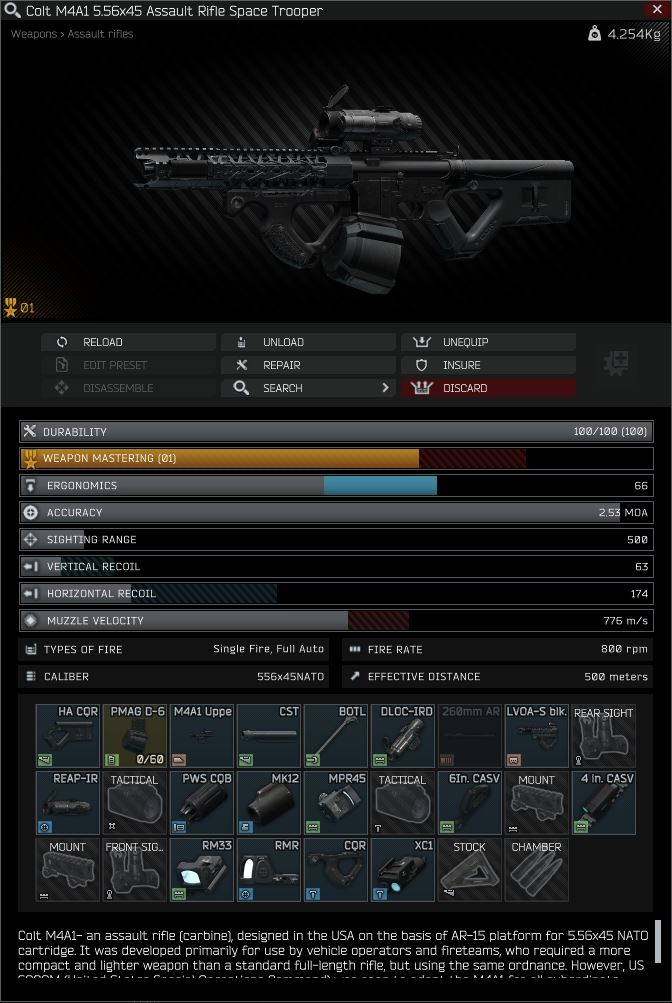 Colt M4A1 5.56x45 Assault Rifle Space Trooper
Weapons > Assault rifles
4.254Kg
01
RELOAD
UNLOAD
UNEQUIP
EDIT PRESET
REPAIR
INSURE
DISASSEMBLE
SEARCH
DISCARD
DURABILITY 100/100 (100)
WEAPON MASTERING (01)
ERGONOMICS 66
ACCURACY 2.53 MOA
SIGHTING RANGE 500
VERTICAL RECOIL 63
HORIZONTAL RECOIL 174
MUZZLE VELOCITY 776 m/s
TYPES OF FIRE Single Fire, Full Auto
FIRE RATE 800 rpm
CALIBER 556x45NATO
EFFECTIVE DISTANCE 500 meters
HA CQR
PMAG D-6
0/60
M4A1 Uppe
CST
BOTL
DLOC-IRD
260mm AR
LVOA-S blk.
REAR SIGHT
REAP-IR
TACTICAL
PWS CQB
MK12
MPR45
TACTICAL
6In. CASV
MOUNT
4 in. CASV
MOUNT
FRONT SIG...
RM33
RMR
CQR
XC1
STOCK
CHAMBER
Colt M4A1- an assault rifle (carbine), designed in the USA on the basis of AR-15 platform for 5.56x45 NATO
cartridge. It was developed primarily for use by vehicle operators and fireteams, who required a more
compact and lighter weapon than a standard full-length rifle, but using the same ordnance. However, US